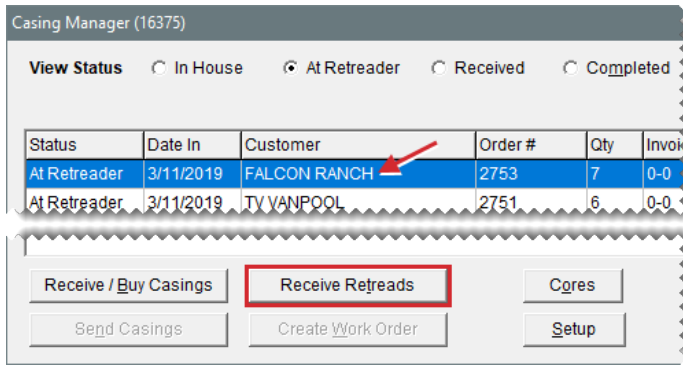 Casing Manager (16375)
View Status In House At Retreader Received Completed
Status Date In Customer Order # Qty
At Retreader 3/11/2019 FALCON RANCH 2753 7 0-0
At Retreader 3/11/2019 TV VANPOOL 2751 6 0-0
Receive / Buy Casings Receive Retreads Cores
Send Casings Create Work Order Setup